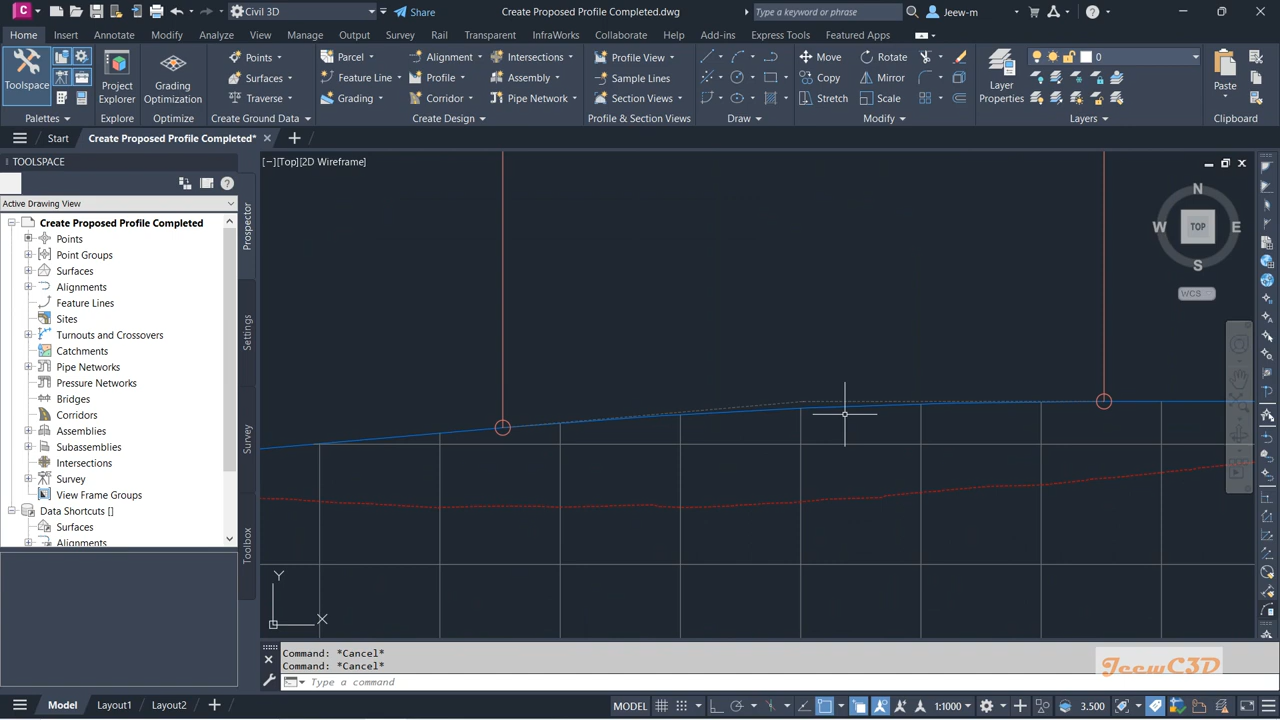 Civil 3D
Share
Create Proposed Profile Completed.dwg
Type a keyword or phrase
Jeew-m
Home
Insert
Annotate
Modify
Analyze
View
Manage
Output
Survey
Rail
Transparent
InfraWorks
Collaborate
Help
Add-ins
Express Tools
Featured Apps
Toolspace
Project Explorer
Grading Optimization
Points
Surfaces
Traverse
Parcel
Feature Line
Grading
Alignment
Profile
Corridor
Intersections
Assembly
Pipe Network
Profile View
Sample Lines
Section Views
Move
Copy
Stretch
Rotate
Mirror
Scale
Layer Properties
0
Paste
Palettes
Explore
Optimize
Create Ground Data
Create Design
Profile & Section Views
Draw
Modify
Layers
Clipboard
Start
Create Proposed Profile Completed*
TOOLSPACE
Active Drawing View
Create Proposed Profile Completed
Points
Point Groups
Surfaces
Alignments
Feature Lines
Sites
Turnouts and Crossovers
Catchments
Pipe Networks
Pressure Networks
Bridges
Corridors
Assemblies
Subassemblies
Intersections
Survey
View Frame Groups
Data Shortcuts []
Surfaces
Alignments
Prospector
Settings
Survey
Toolbox
[−][Top][2D Wireframe]
N
W
TOP
E
S
WCS
Y
X
Command: *Cancel*
Command: *Cancel*
Type a command
JeewC3D
Model
Layout1
Layout2
MODEL
1:1000
3.500